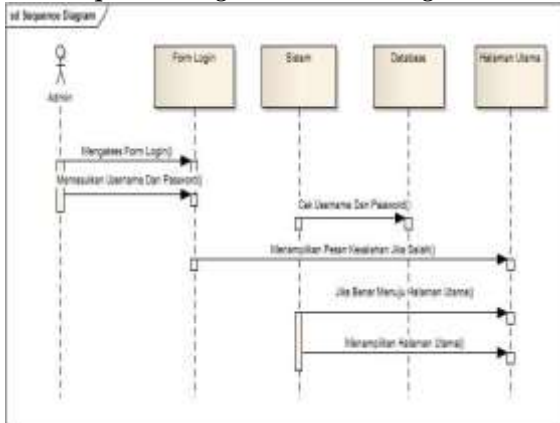 sd Sequence Diagram
Admin
Form Login
Sistem
Database
Halaman Utama
Mengakses Form Login()
Memasukkan Username Dan Password()
Cek Username Dan Password()
Menampilkan Pesan Kesalahan Jika Salah()
Jika Benar Menuju Halaman Utama()
Menampilkan Halaman Utama()